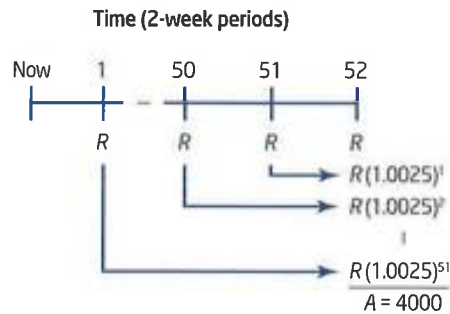 Time (2-week periods)
Now 1 50 51 52
R R R R
R(1.0025)¹
R(1.0025)²
R(1.0025)⁵¹
A = 4000